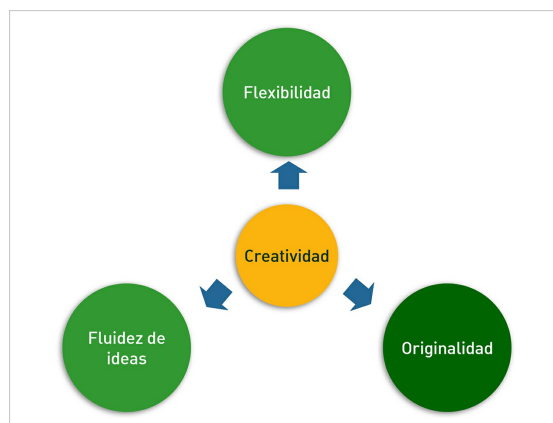 Flexibilidad
Creatividad
Fluidez de
ideas
Originalidad